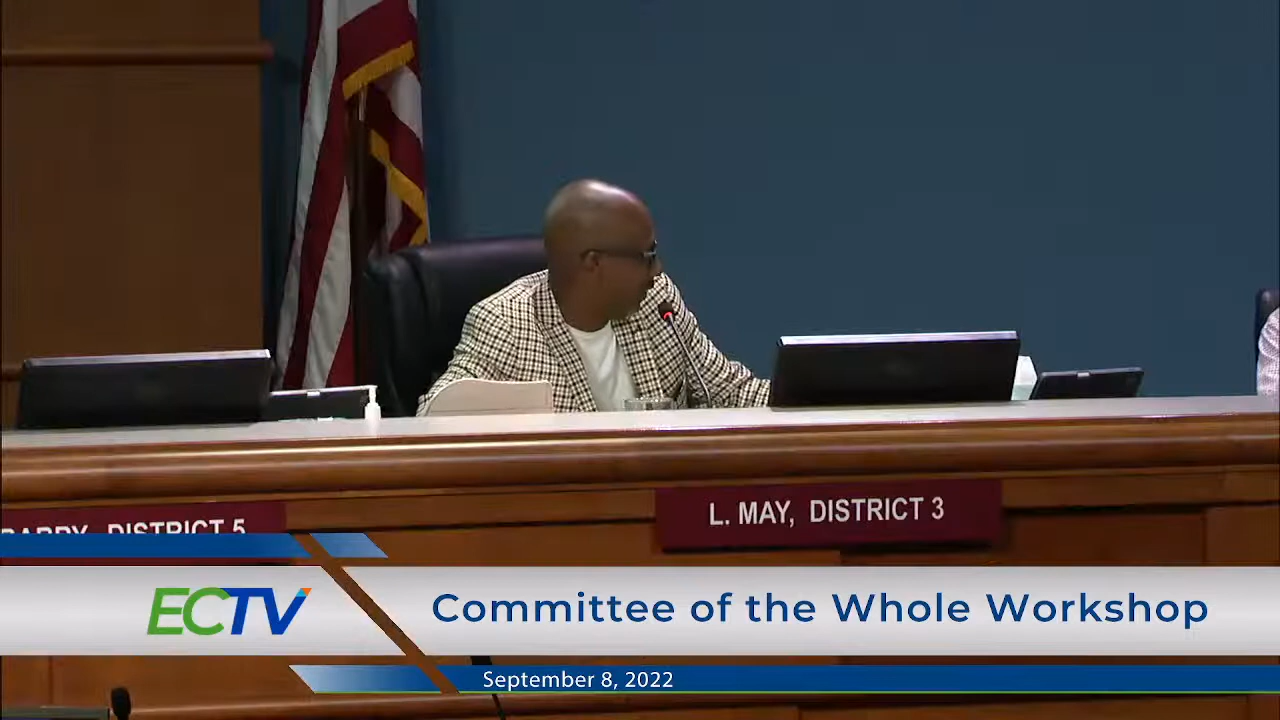 DISTRICT 5
L. MAY, DISTRICT 3
ECTV
Committee of the Whole Workshop
September 8, 2022